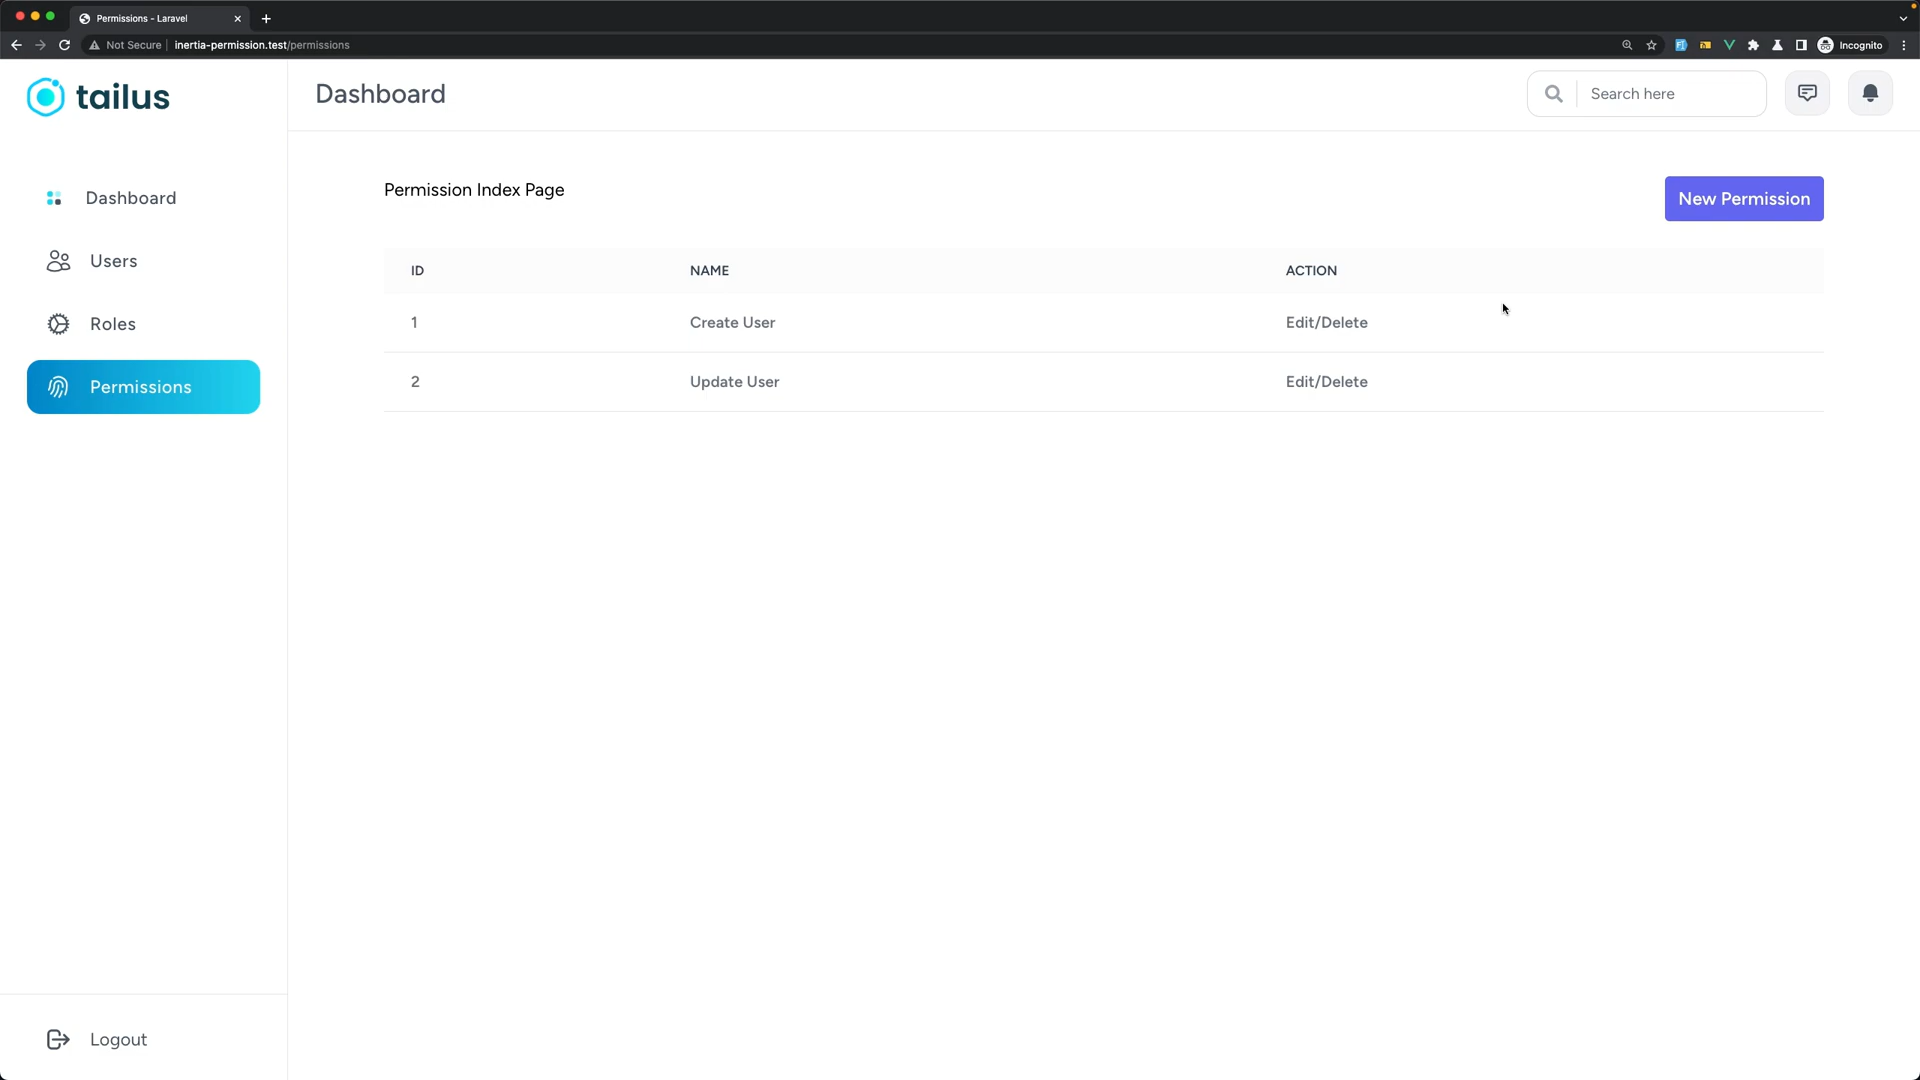 Permissions - Laravel
Not Secure | inertia-permission.test/permissions
Incognito
tailus
Dashboard
Search here
Dashboard
Users
Roles
Permissions
Logout
Permission Index Page
New Permission
ID NAME ACTION
1 Create User Edit/Delete
2 Update User Edit/Delete